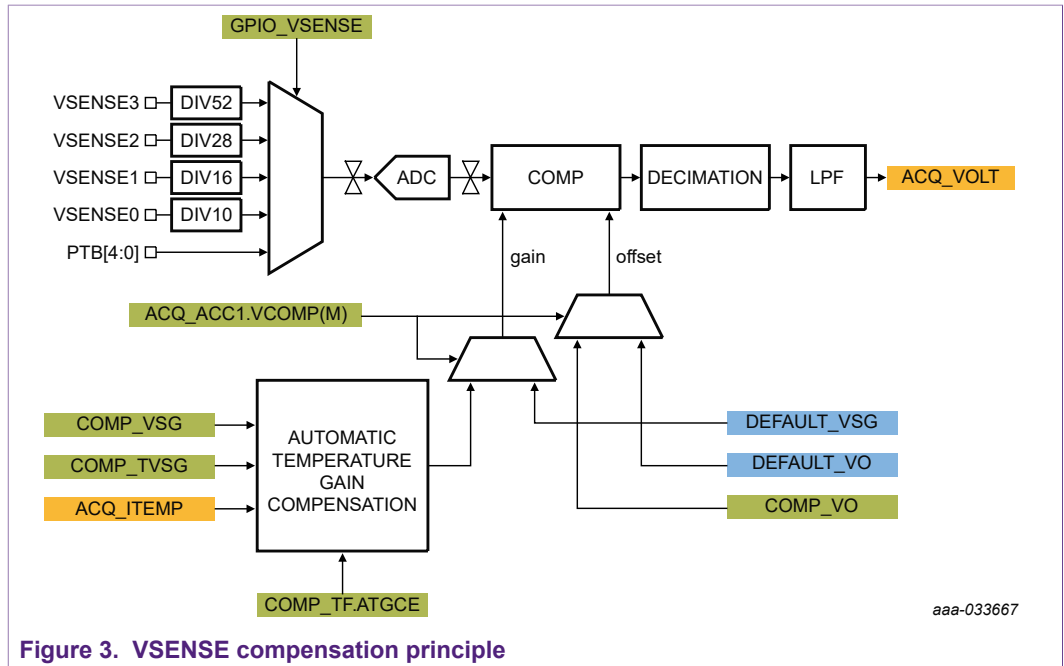 GPIO_VSENSE
VSENSE3 DIV52
VSENSE2 DIV28
VSENSE1 DIV16
VSENSE0 DIV10
PTB[4:0]
ADC
COMP
DECIMATION
LPF
ACQ_VOLT
gain
offset
ACQ_ACC1.VCOMP(M)
COMP_VSG
COMP_TVSG
ACQ_ITEMP
AUTOMATIC
TEMPERATURE
GAIN
COMPENSATION
DEFAULT_VSG
DEFAULT_VO
COMP_VO
COMP_TF.ATGCE
aaa-033667
Figure 3. VSENSE compensation principle